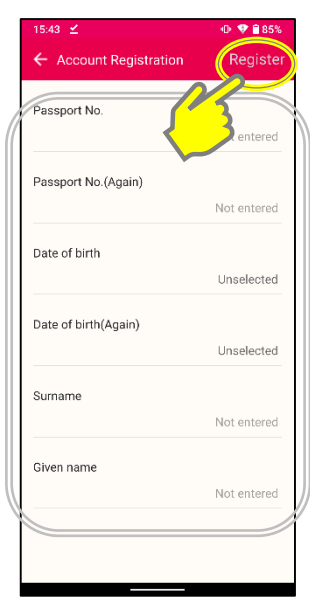 15:43 85%
← Account Registration Register
Passport No.
entered
Passport No.(Again)
Not entered
Date of birth
Unselected
Date of birth(Again)
Unselected
Surname
Not entered
Given name
Not entered